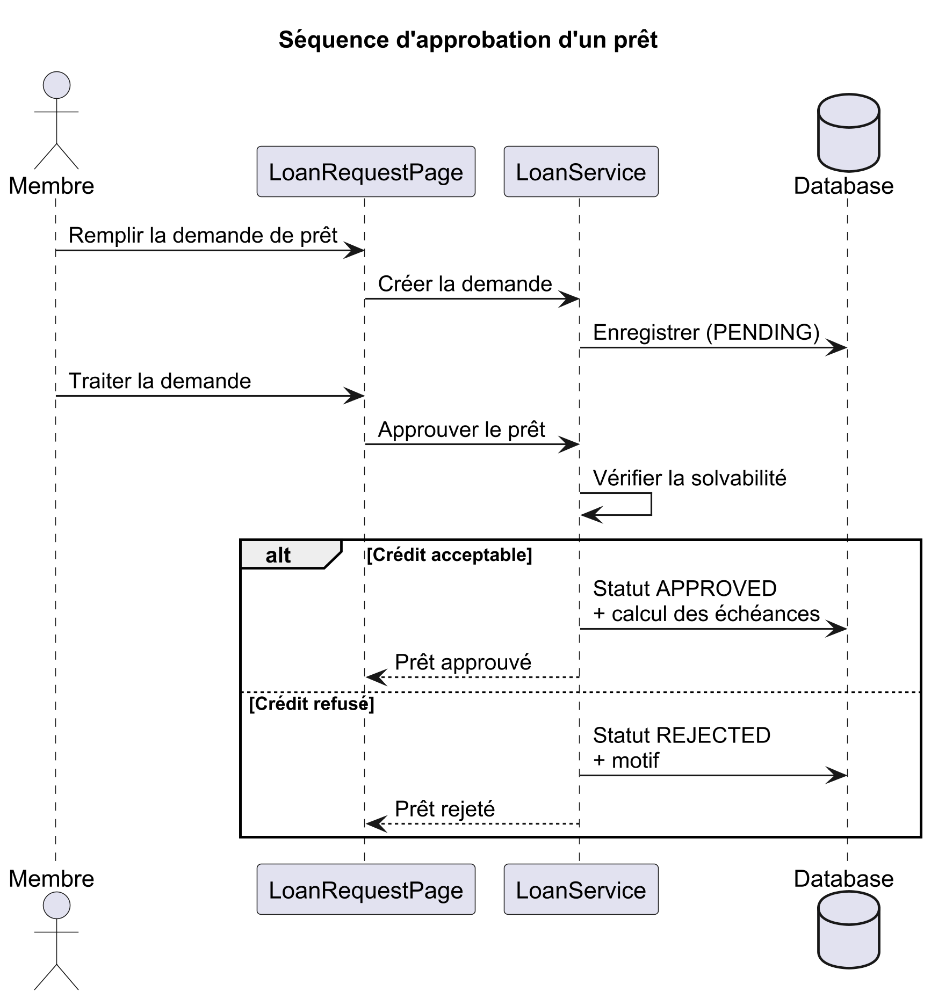 Séquence d'approbation d'un prêt
Membre
LoanRequestPage
LoanService
Database
Remplir la demande de prêt
Créer la demande
Enregistrer (PENDING)
Traiter la demande
Approuver le prêt
Vérifier la solvabilité
alt
[Crédit acceptable]
Statut APPROVED
+ calcul des échéances
Prêt approuvé
[Crédit refusé]
Statut REJECTED
+ motif
Prêt rejeté
Membre
LoanRequestPage
LoanService
Database